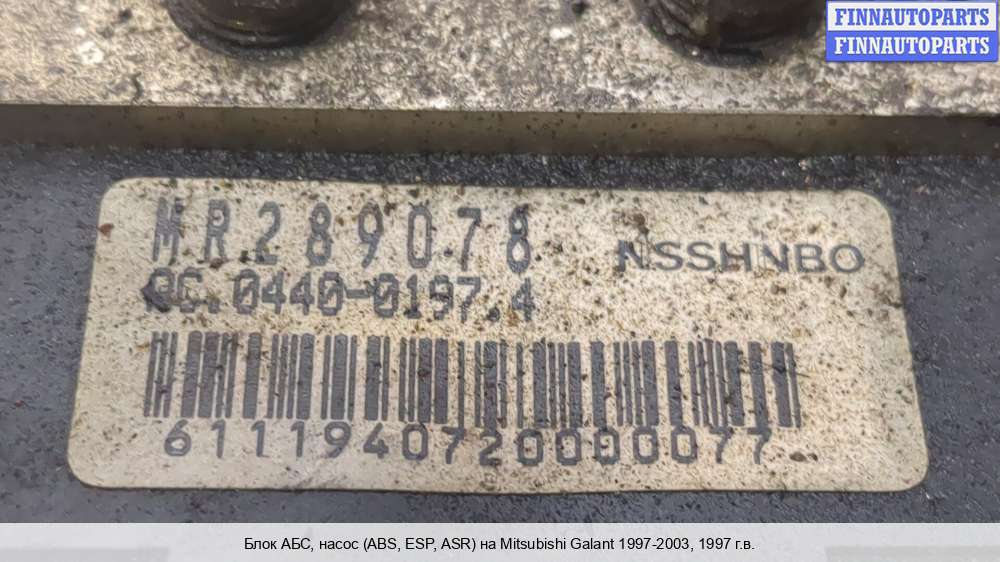 FINNAUTOPARTS
FINNAUTOPARTS
MR289078
NSSHNBO
0440-0197.4
6111940720000077
Блок АБС, насос (ABS, ESP, ASR) на Mitsubishi Galant 1997-2003, 1997 г.в.